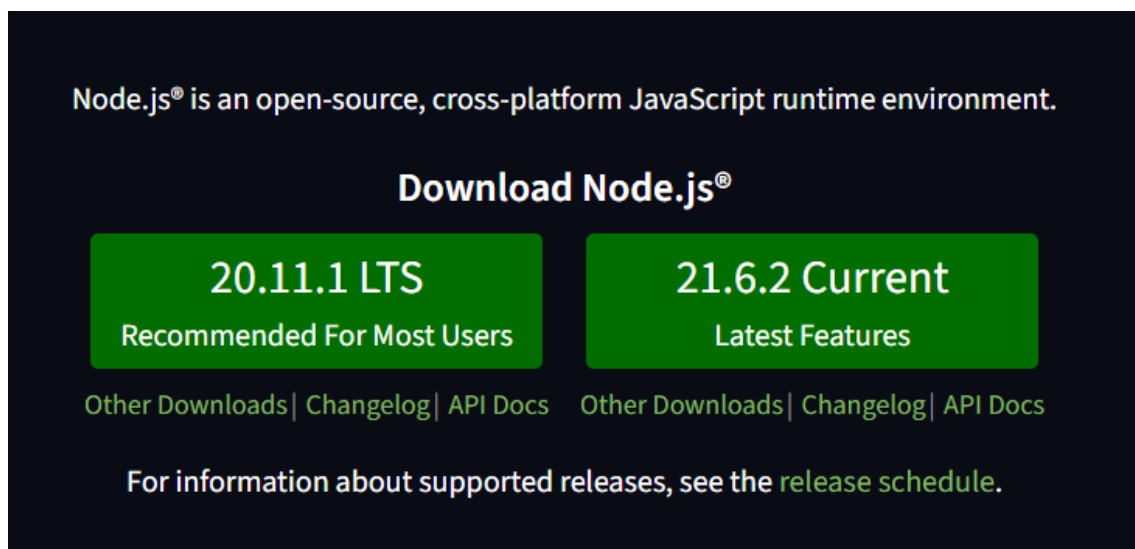 Node.js® is an open-source, cross-platform JavaScript runtime environment.
Download Node.js®
20.11.1 LTS
Recommended For Most Users
21.6.2 Current
Latest Features
Other Downloads| Changelog| API Docs
Other Downloads| Changelog| API Docs
For information about supported releases, see the release schedule.